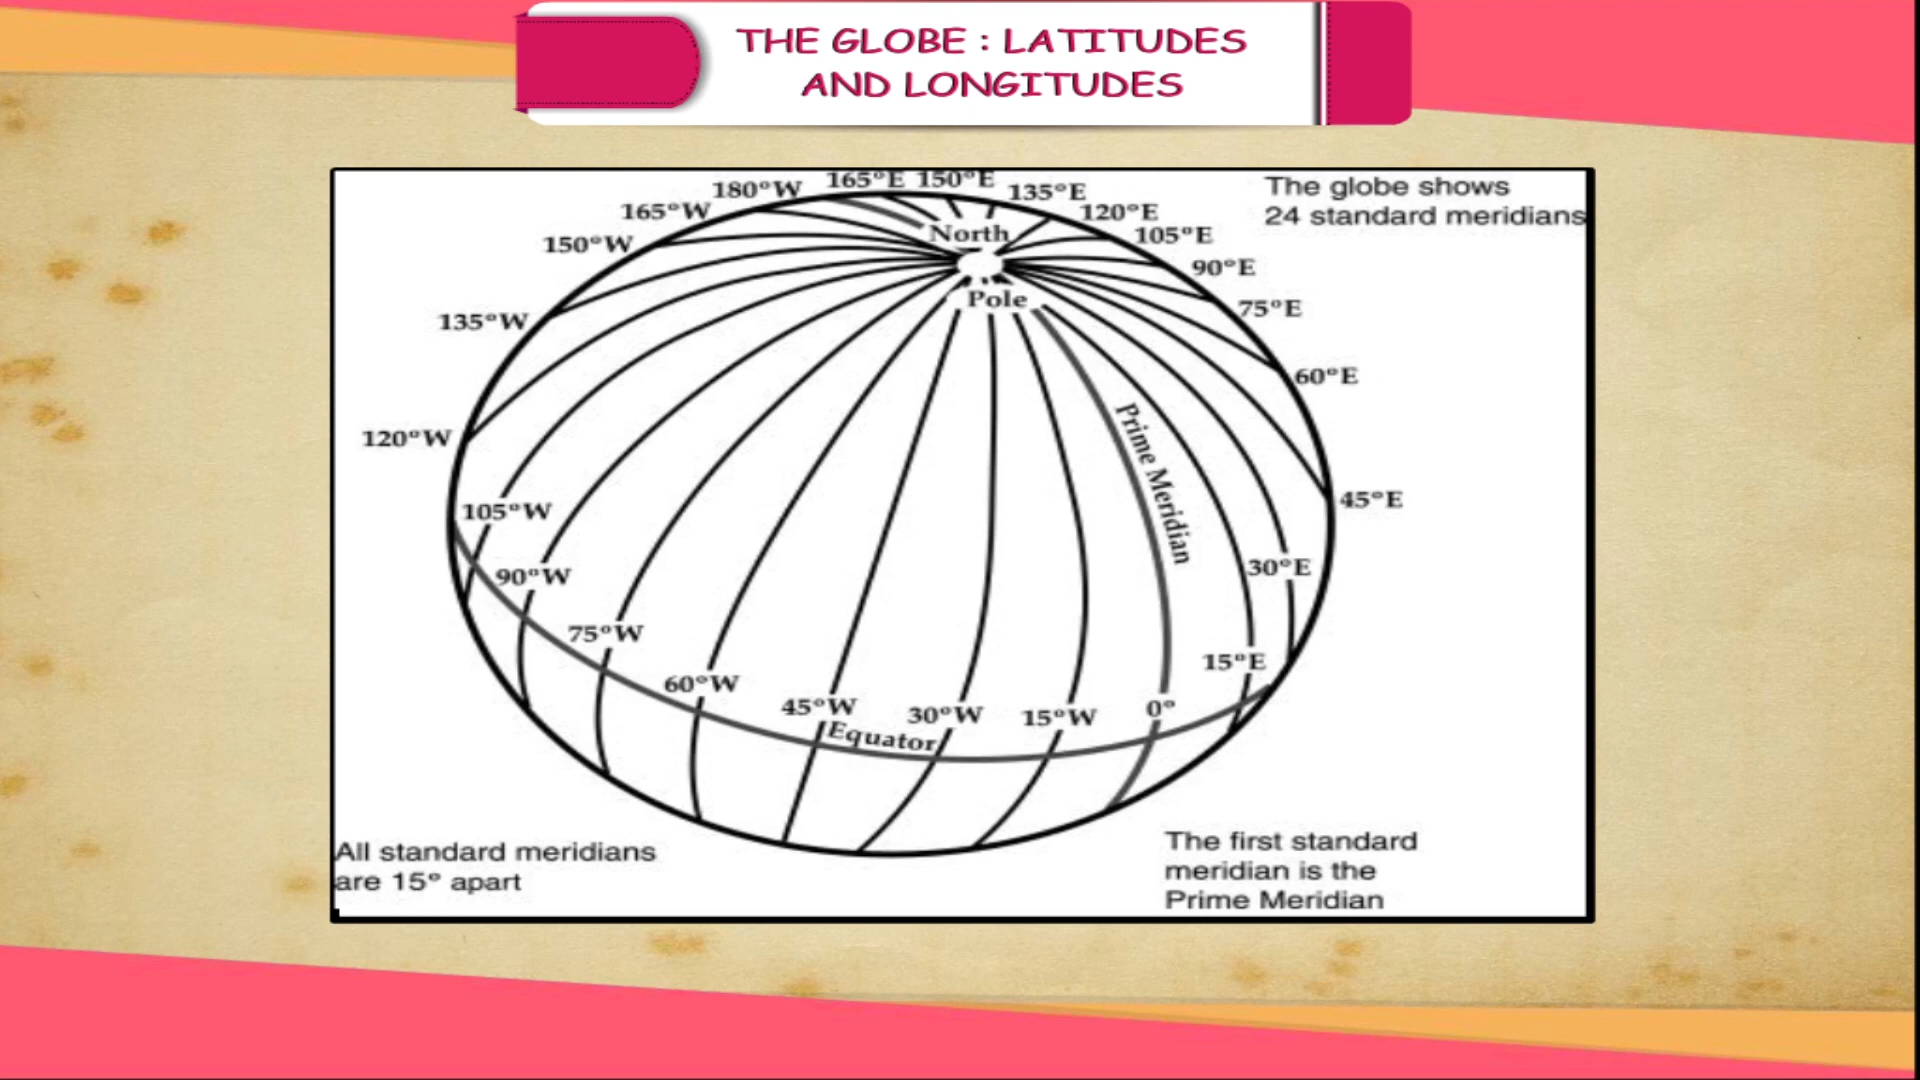 THE GLOBE : LATITUDES
AND LONGITUDES
The globe shows
24 standard meridians
180°W
165°E
150°E
135°E
120°E
105°E
90°E
75°E
60°E
45°E
30°E
15°E
0°
165°W
150°W
135°W
120°W
105°W
90°W
75°W
60°W
45°W
30°W
15°W
North
Pole
Prime Meridian
Equator
All standard meridians
are 15° apart
The first standard
meridian is the
Prime Meridian